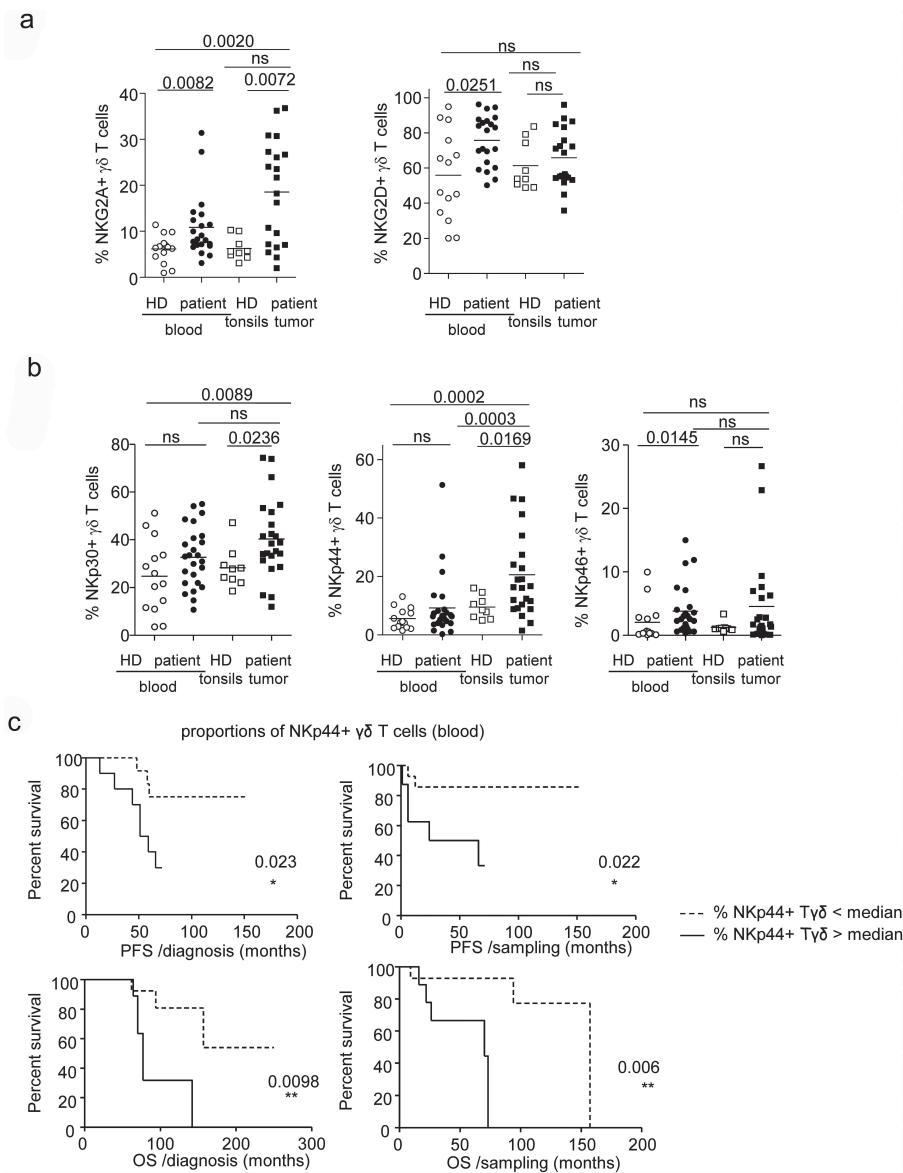 a
0.0020
ns
0.0082
0.0072
% NKG2A+ γδ T cells
40
30
20
10
0
HD patient HD patient
blood tonsils tumor
ns
ns
0.0251
ns
% NKG2D+ γδ T cells
100
80
60
40
20
0
HD patient HD patient
blood tonsils tumor
b
0.0089
ns
ns
0.0236
% NKp30+ γδ T cells
80
60
40
20
0
HD patient HD patient
blood tonsils tumor
0.0002
0.0003
ns
0.0169
% NKp44+ γδ T cells
60
40
20
0
HD patient HD patient
blood tonsils tumor
ns
ns
0.0145
ns
% NKp46+ γδ T cells
30
20
10
0
HD patient HD patient
blood tonsils tumor
c
proportions of NKp44+ γδ T cells (blood)
Percent survival
100
80
60
40
20
0
0.023
*
0 50 100 150 200
PFS /diagnosis (months)
Percent survival
100
80
60
40
20
0
0.022
*
0 50 100 150 200
PFS /sampling (months)
% NKp44+ Tγδ < median
% NKp44+ Tγδ > median
Percent survival
100
80
60
40
20
0
0.0098
**
0 100 200 300
OS /diagnosis (months)
Percent survival
100
80
60
40
20
0
0.006
**
0 50 100 150 200
OS /sampling (months)